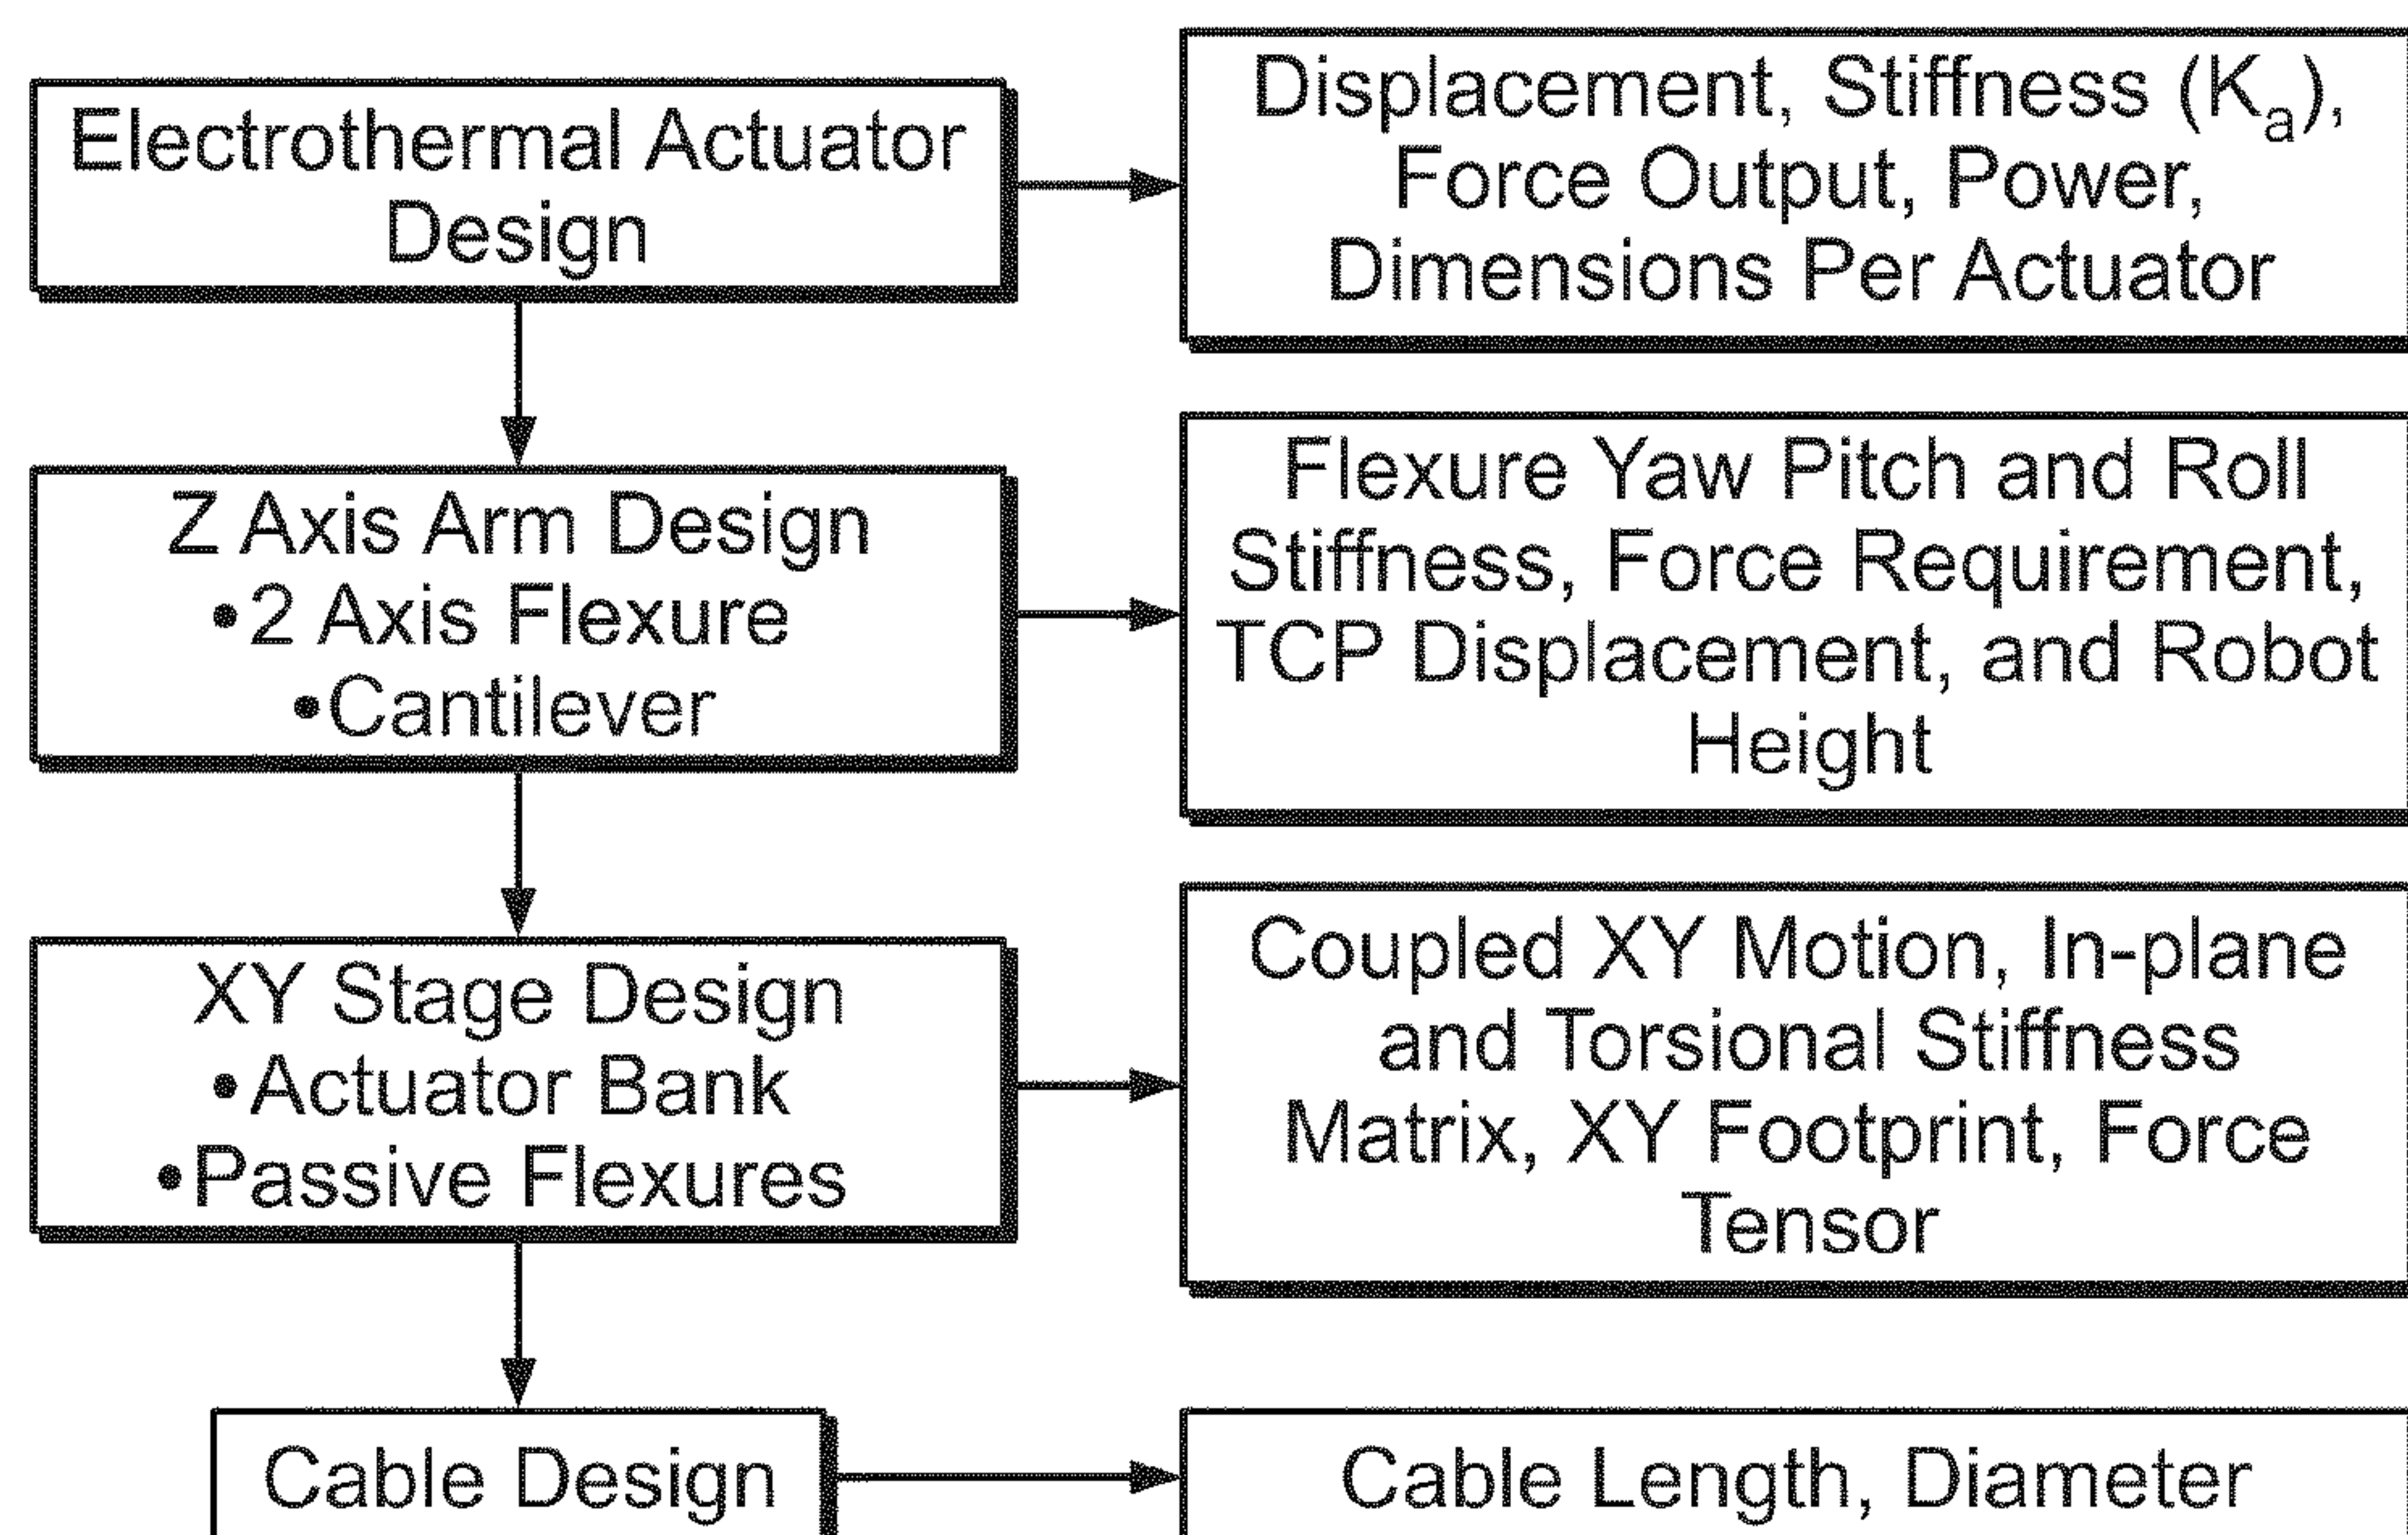 Electrothermal Actuator
Design
Displacement, Stiffness (Kₐ),
Force Output, Power,
Dimensions Per Actuator
Z Axis Arm Design
•2 Axis Flexure
•Cantilever
Flexure Yaw Pitch and Roll
Stiffness, Force Requirement,
TCP Displacement, and Robot
Height
XY Stage Design
•Actuator Bank
•Passive Flexures
Coupled XY Motion, In-plane
and Torsional Stiffness
Matrix, XY Footprint, Force
Tensor
Cable Design
Cable Length, Diameter